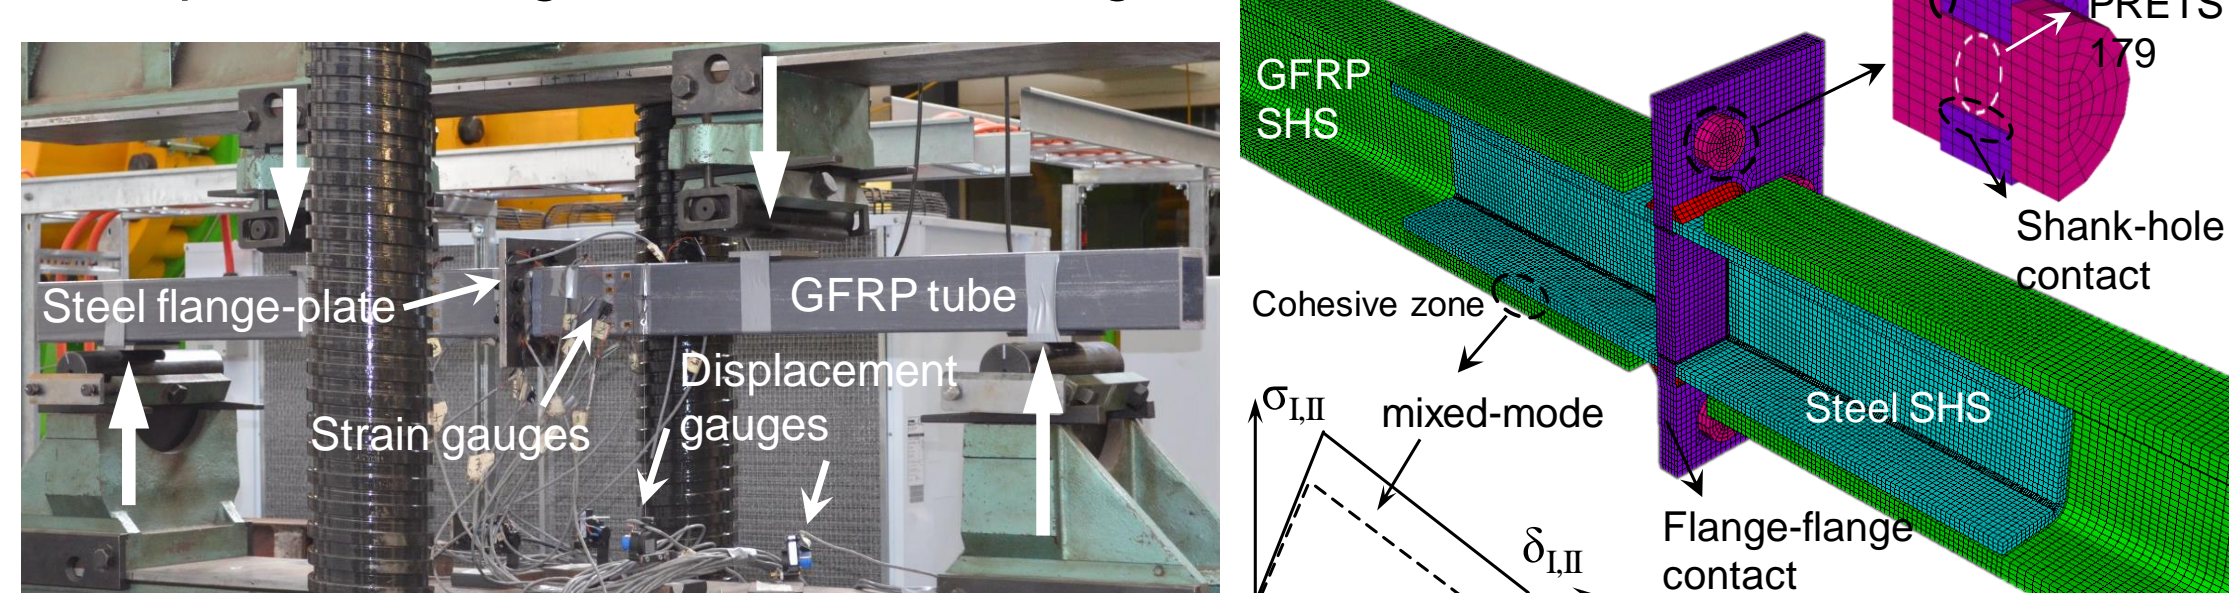 Steel flange-plate
GFRP tube
Strain gauges
Displacement
gauges
GFRP
SHS
PRETS
179
Shank-hole
contact
Cohesive zone
σI,II
mixed-mode
Steel SHS
δI,II
Flange-flange
contact